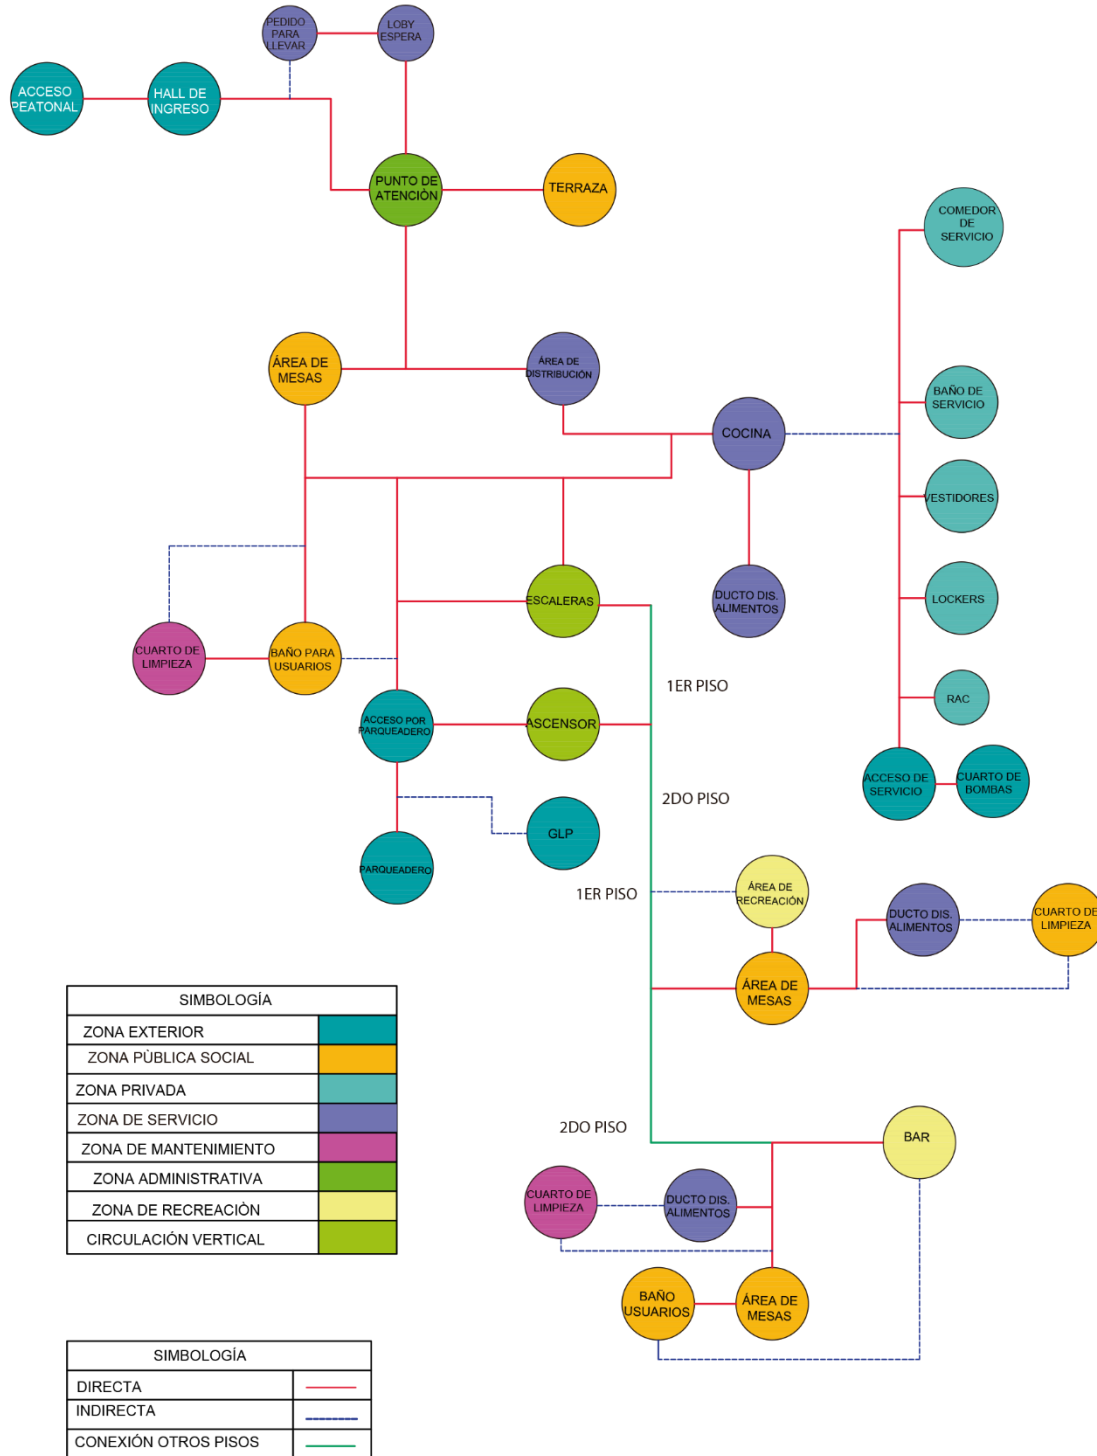 PEDIDO
PARA
LLEVAR
LOBY
ESPERA
ACCESO
PEATONAL
HALL DE
INGRESO
PUNTO DE
ATENCIÒN
TERRAZA
COMEDOR
DE
SERVICIO
ÁREA DE
MESAS
ÁREA DE
DISTRIBUCIÓN
BAÑO DE
SERVICIO
COCINA
VESTIDORES
ESCALERAS
DUCTO DIS.
ALIMENTOS
LOCKERS
CUARTO DE
LIMPIEZA
BAÑO PARA
USUARIOS
1ER PISO
RAC
ACCESO POR
PARQUEADERO
ASCENSOR
ACCESO DE
SERVICIO
CUARTO DE
BOMBAS
2DO PISO
GLP
PARQUEADERO
1ER PISO
ÁREA DE
RECREACIÓN
DUCTO DIS.
ALIMENTOS
CUARTO DE
LIMPIEZA
ÁREA DE
MESAS
SIMBOLOGÍA
ZONA EXTERIOR
ZONA PÙBLICA SOCIAL
ZONA PRIVADA
ZONA DE SERVICIO
ZONA DE MANTENIMIENTO
ZONA ADMINISTRATIVA
ZONA DE RECREACIÒN
CIRCULACIÓN VERTICAL
2DO PISO
BAR
CUARTO DE
LIMPIEZA
DUCTO DIS.
ALIMENTOS
BAÑO
USUARIOS
ÁREA DE
MESAS
SIMBOLOGÍA
DIRECTA
INDIRECTA
CONEXIÓN OTROS PISOS